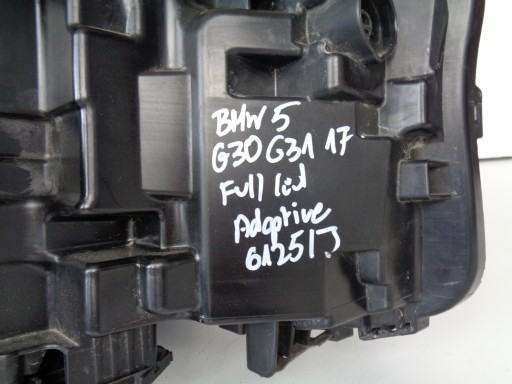 BMW 5
G30 G31 17
Full led
Adaptive
6125/J